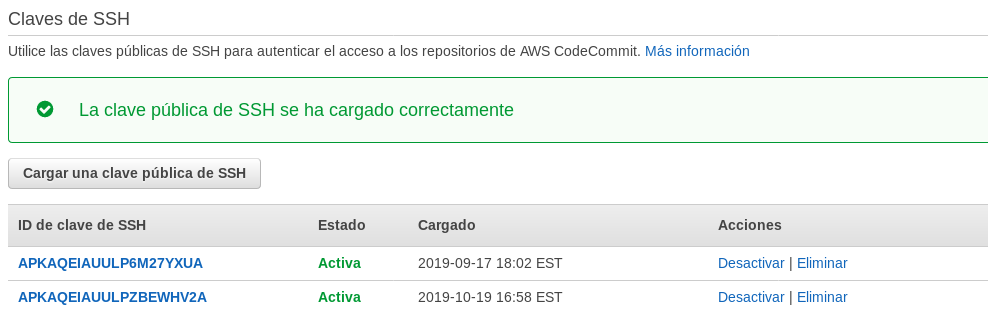 Claves de SSH
Utilice las claves públicas de SSH para autenticar el acceso a los repositorios de AWS CodeCommit. Más información
La clave pública de SSH se ha cargado correctamente
Cargar una clave pública de SSH
ID de clave de SSH Estado Cargado Acciones
APKAQEIAUULP6M27YXUA Activa 2019-09-17 18:02 EST Desactivar | Eliminar
APKAQEIAUULPZBEWHV2A Activa 2019-10-19 16:58 EST Desactivar | Eliminar